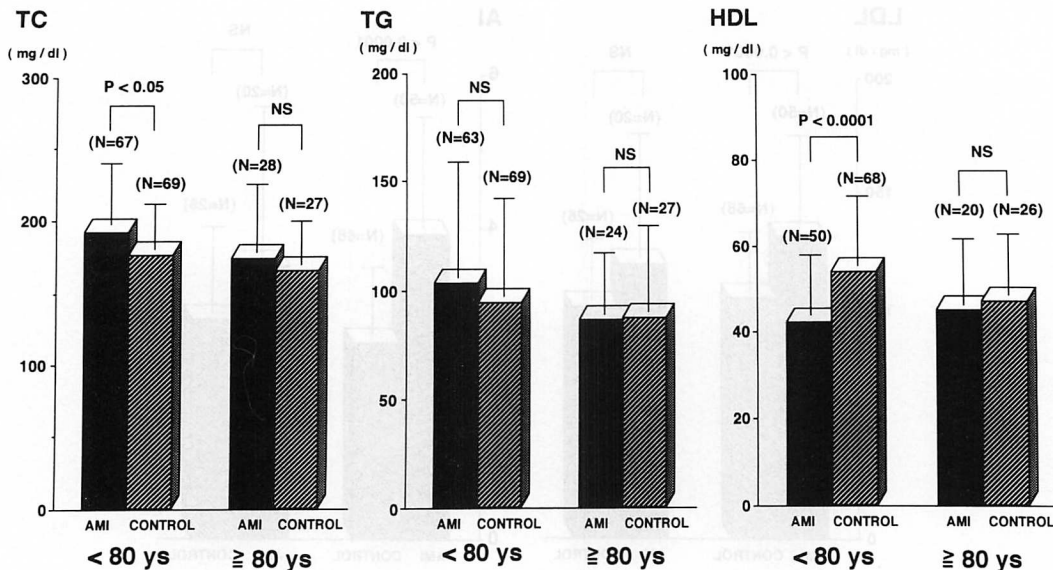 TC
( mg / dl )
300
200
100
0
P < 0.05
(N=67)
(N=69)
NS
(N=28)
(N=27)
AMI CONTROL AMI CONTROL
< 80 ys ≧ 80 ys
TG
( mg / dl )
200
150
100
50
0
NS
(N=63)
(N=69)
NS
(N=24)
(N=27)
AMI CONTROL AMI CONTROL
< 80 ys ≧ 80 ys
HDL
( mg / dl )
100
80
60
40
20
0
P < 0.0001
(N=50)
(N=68)
NS
(N=20)
(N=26)
AMI CONTROL AMI CONTROL
< 80 ys ≧ 80 ys